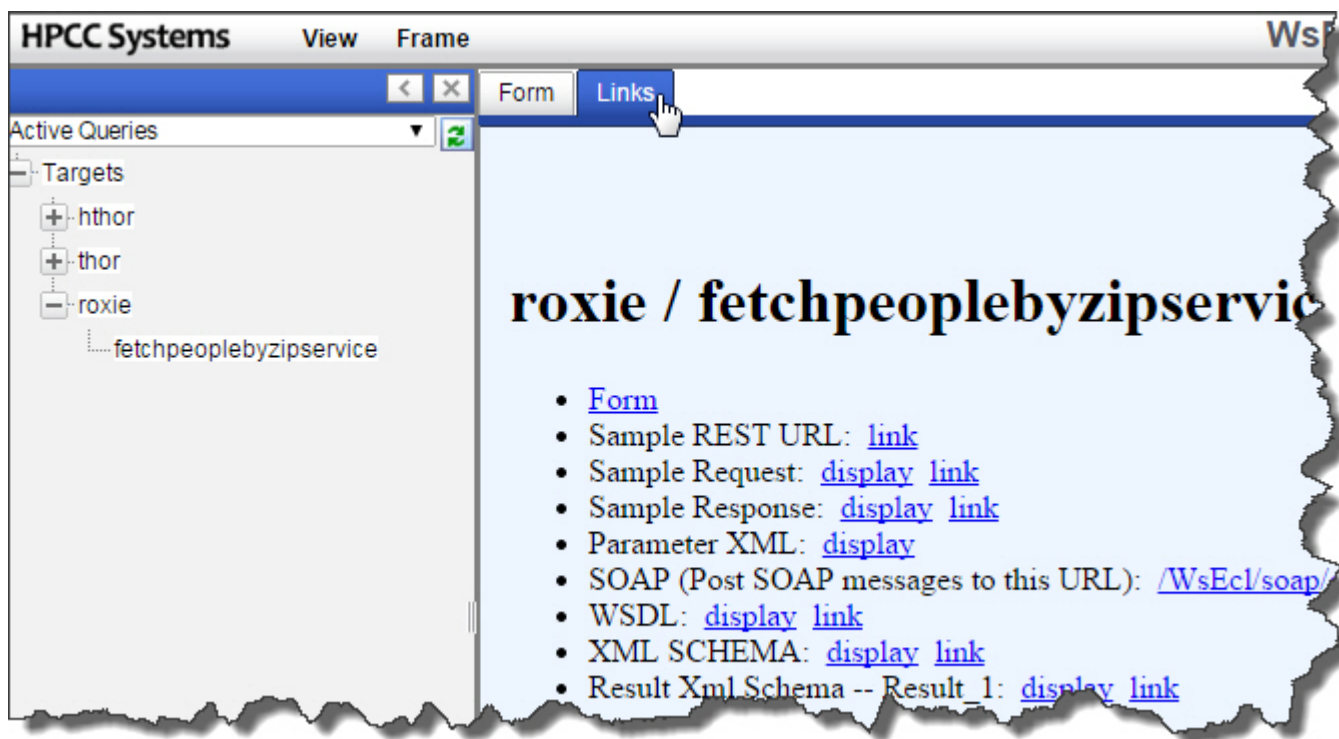 HPCC Systems View Frame
Form Links
Active Queries
Targets
hthor
thor
roxie
fetchpeoplebyzipservice
roxie / fetchpeoplebyzipservic
Form
Sample REST URL: link
Sample Request: display link
Sample Response: display link
Parameter XML: display
SOAP (Post SOAP messages to this URL): /WsEcl/soap/
WSDL: display link
XML SCHEMA: display link
Result Xml Schema -- Result_1: display link